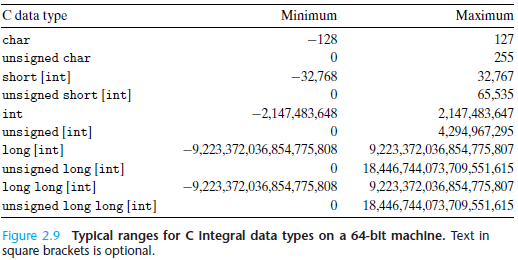 C data type Minimum Maximum
char −128 127
unsigned char 0 255
short [int] −32,768 32,767
unsigned short [int] 0 65,535
int −2,147,483,648 2,147,483,647
unsigned [int] 0 4,294,967,295
long [int] −9,223,372,036,854,775,808 9,223,372,036,854,775,807
unsigned long [int] 0 18,446,744,073,709,551,615
long long [int] −9,223,372,036,854,775,808 9,223,372,036,854,775,807
unsigned long long [int] 0 18,446,744,073,709,551,615
Figure 2.9 Typical ranges for C integral data types on a 64-bit machine. Text in
square brackets is optional.